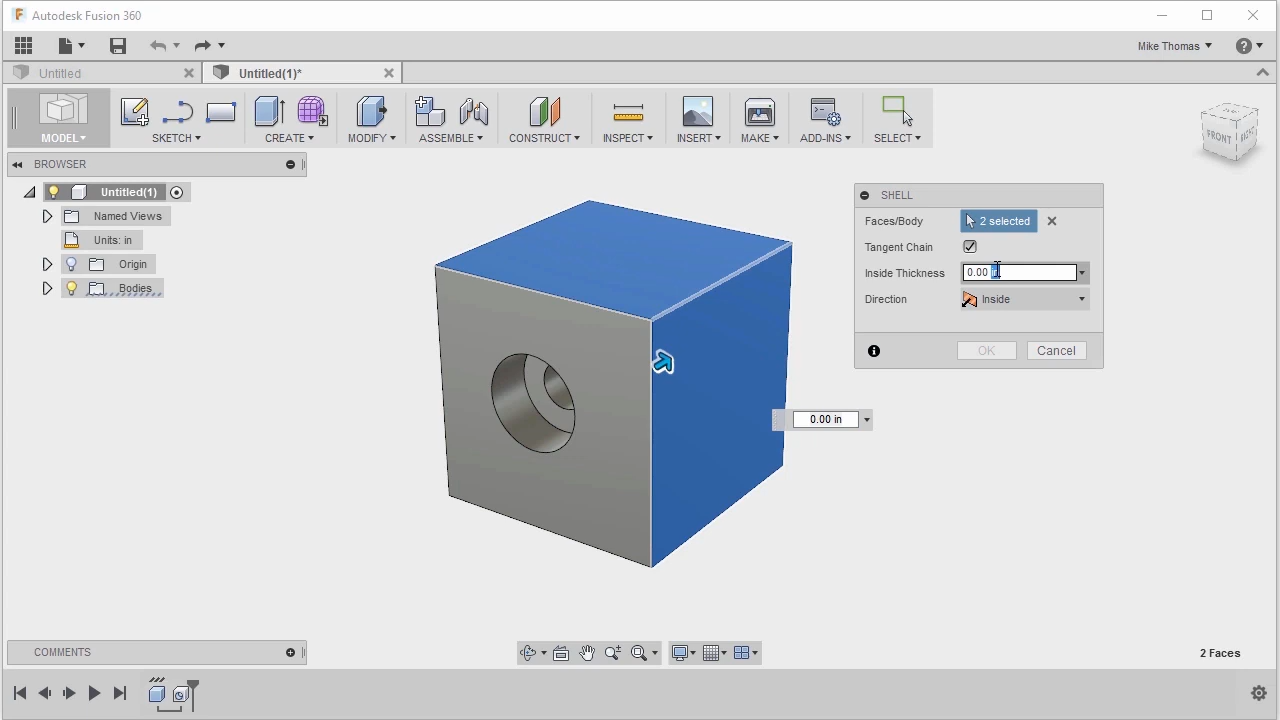 Autodesk Fusion 360
Mike Thomas
Untitled
Untitled(1)*
MODEL
SKETCH
CREATE
MODIFY
ASSEMBLE
CONSTRUCT
INSPECT
INSERT
MAKE
ADD-INS
SELECT
FRONT
BROWSER
Untitled(1)
Named Views
Units: in
Origin
Bodies
SHELL
Faces/Body
2 selected
Tangent Chain
Inside Thickness
0.00
Direction
Inside
OK
Cancel
0.00 in
COMMENTS
2 Faces